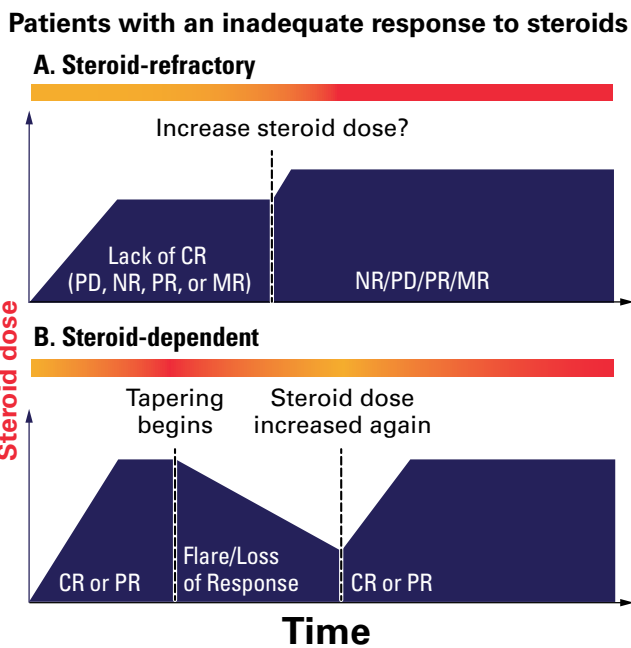 Patients with an inadequate response to steroids
A. Steroid-refractory
Increase steroid dose?
Lack of CR
(PD, NR, PR, or MR)
NR/PD/PR/MR
Steroid dose
B. Steroid-dependent
Tapering
begins
Steroid dose
increased again
CR or PR
Flare/Loss
of Response
CR or PR
Time